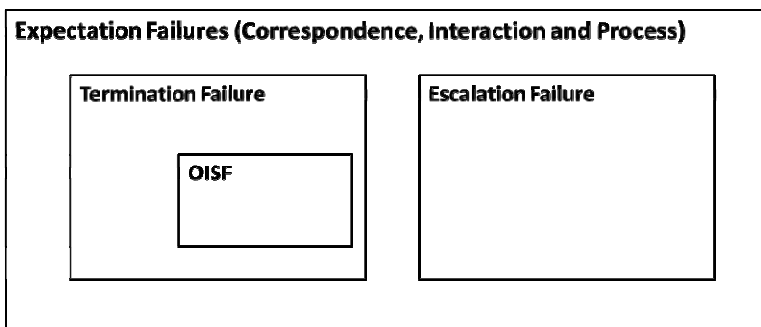 Expectation Failures (Correspondence, Interaction and Process)
Termination Failure
Escalation Failure
OISF